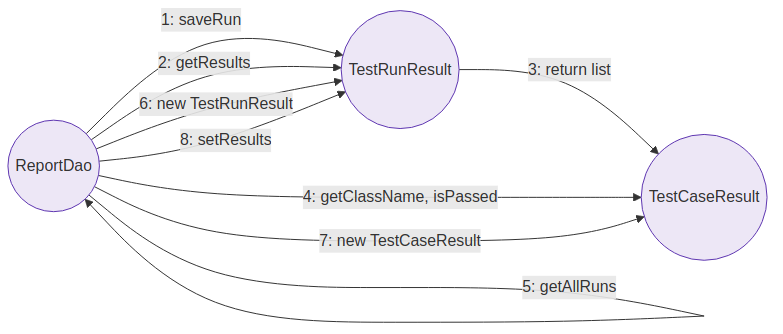 1: saveRun
2: getResults
TestRunResult
3: return list
6: new TestRunResult
8: setResults
ReportDao
4: getClassName, isPassed
TestCaseResult
7: new TestCaseResult
5: getAllRuns